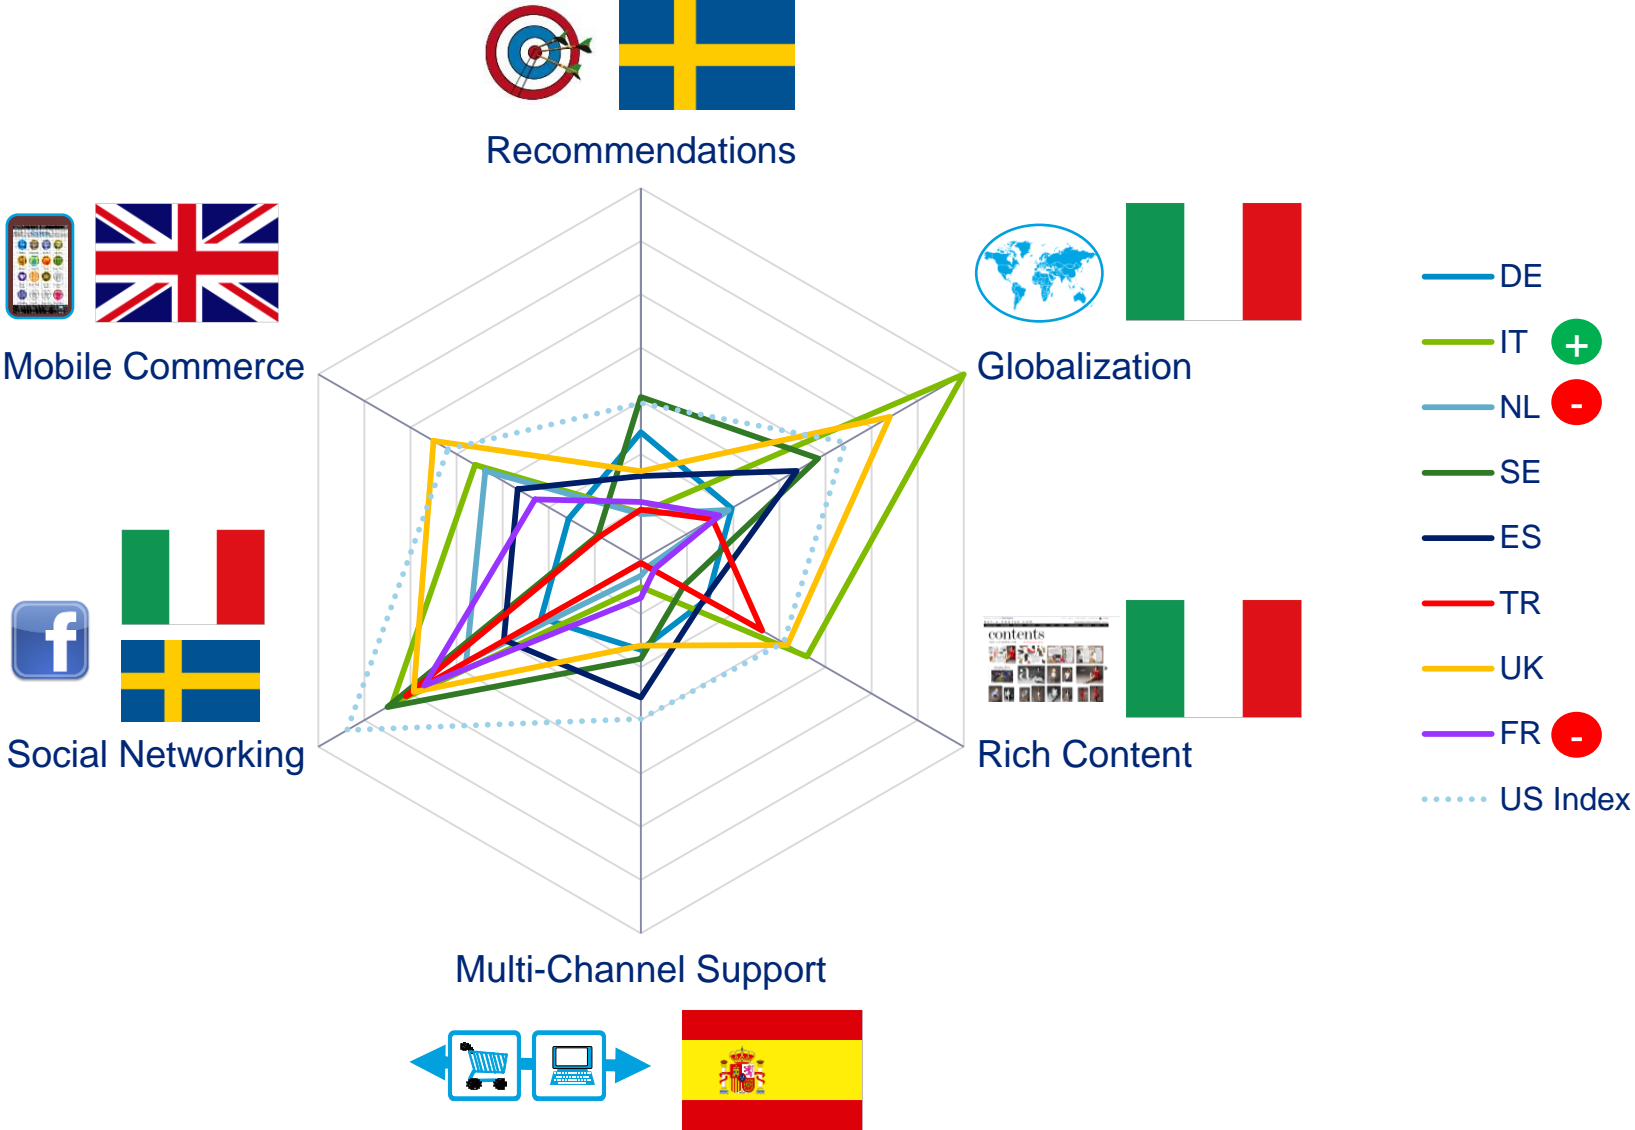 Recommendations
Mobile Commerce
Globalization
DE
IT +
NL -
SE
ES
TR
UK
FR -
US Index
f
contents
Social Networking
Rich Content
Multi-Channel Support